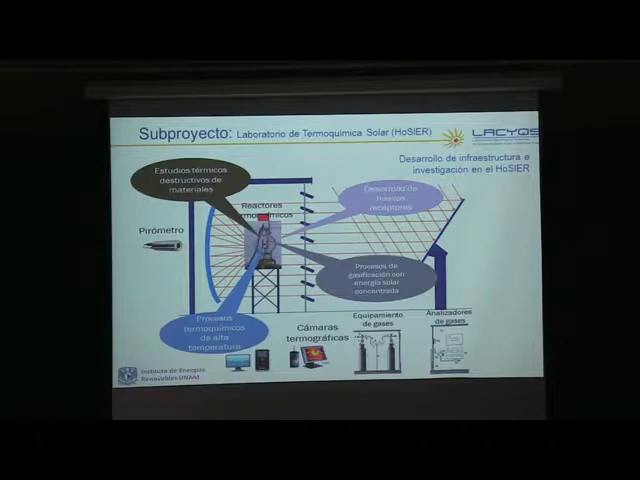 Subproyecto: Laboratorio de Termoquímica Solar (HoSIER)
LACYQS
Desarrollo de infraestructura e
investigación en el HoSIER
Estudios térmicos
destructivos de
materiales
Desarrollo de
nuevos
receptores
Reactores
Pirómetro
Procesos de
gasificación con
energía solar
concentrada
Procesos
termoquímicos
de alta
temperatura
Cámaras
termográficas
Equipamiento
de gases
Analizadores
de gases
Instituto de Energías
Renovables UNAM